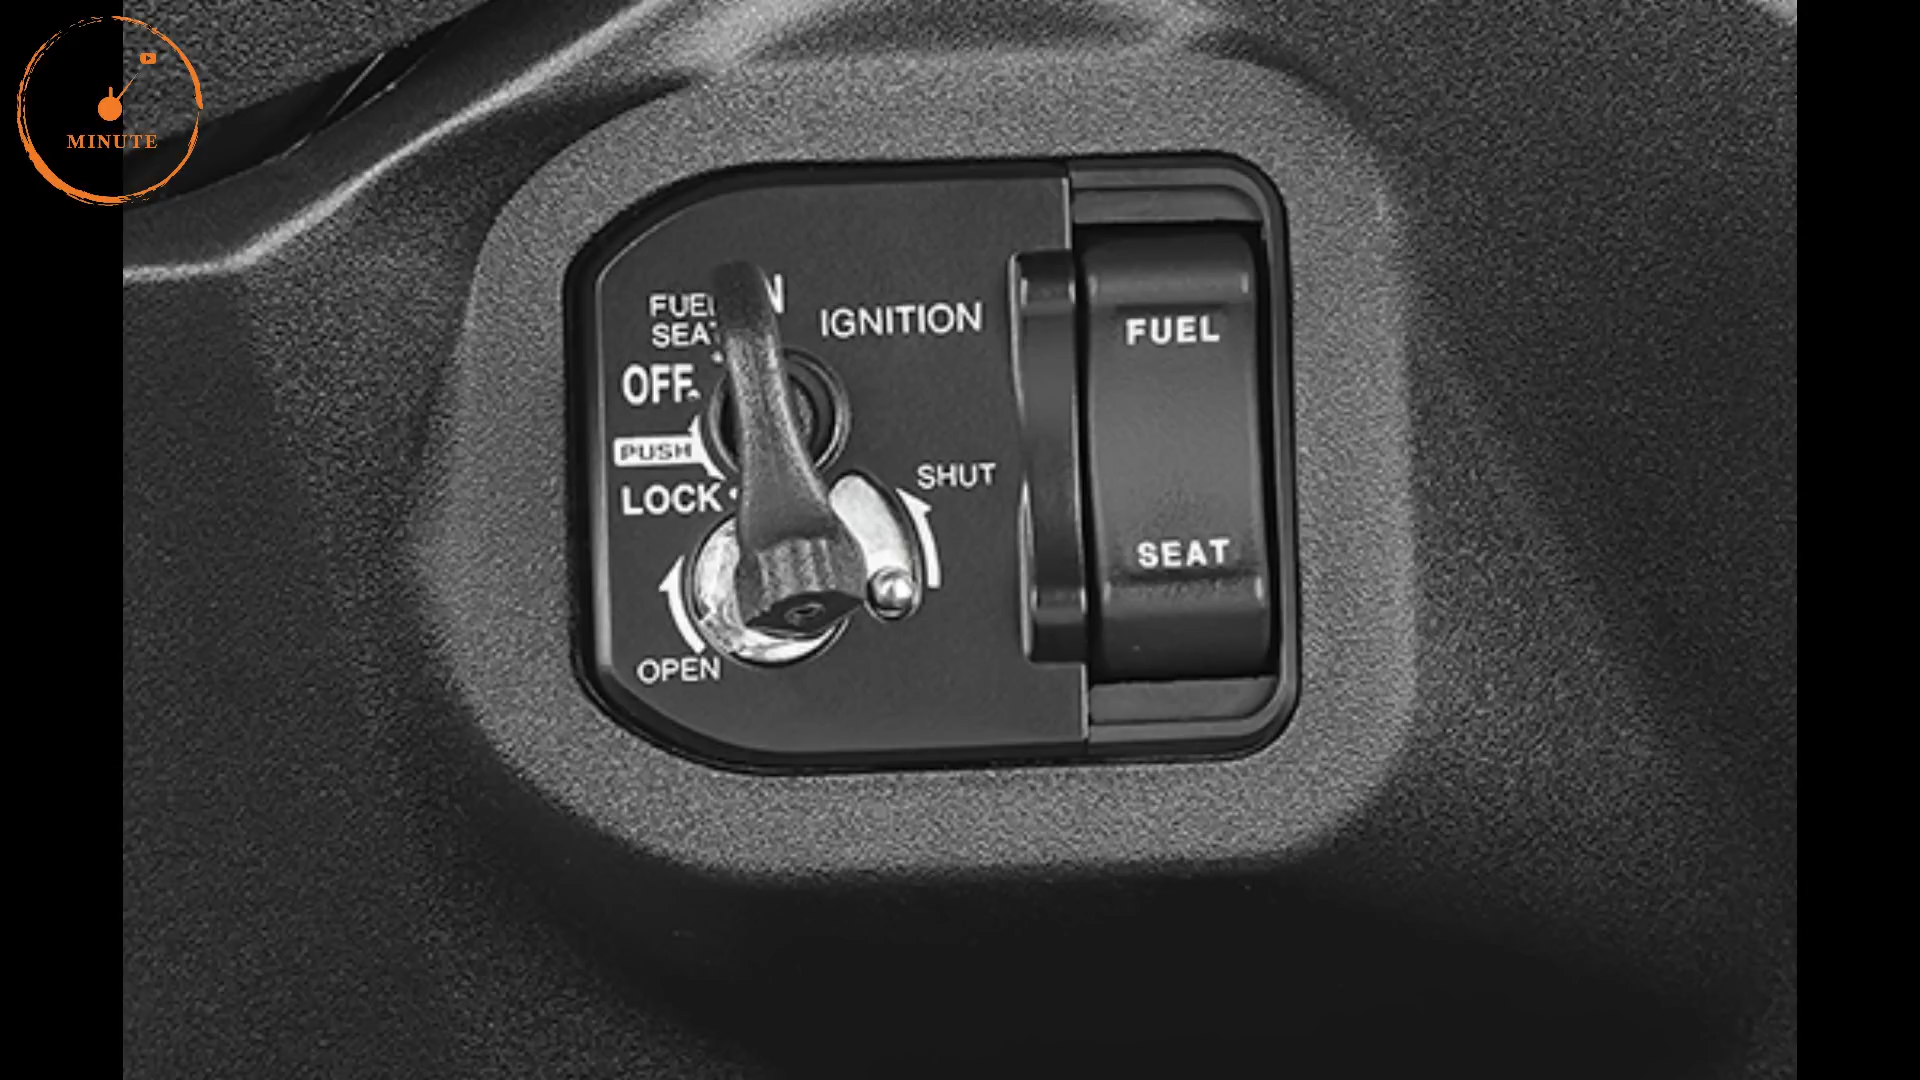 MINUTE
FUEL
SEAT
IGNITION
OFF
PUSH
LOCK
SHUT
OPEN
FUEL
SEAT